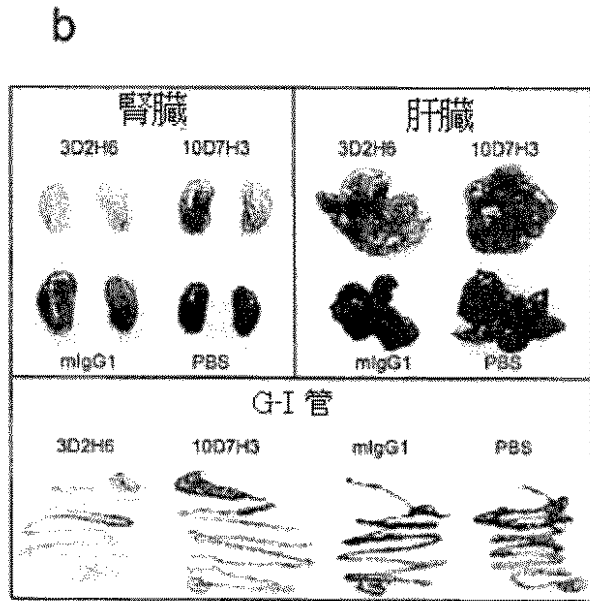 b
腎臓
3D2H6 10D7H3
mIgG1 PBS
肝臓
3D2H6 10D7H3
mIgG1 PBS
G-I 管
3D2H6 10D7H3 mIgG1 PBS